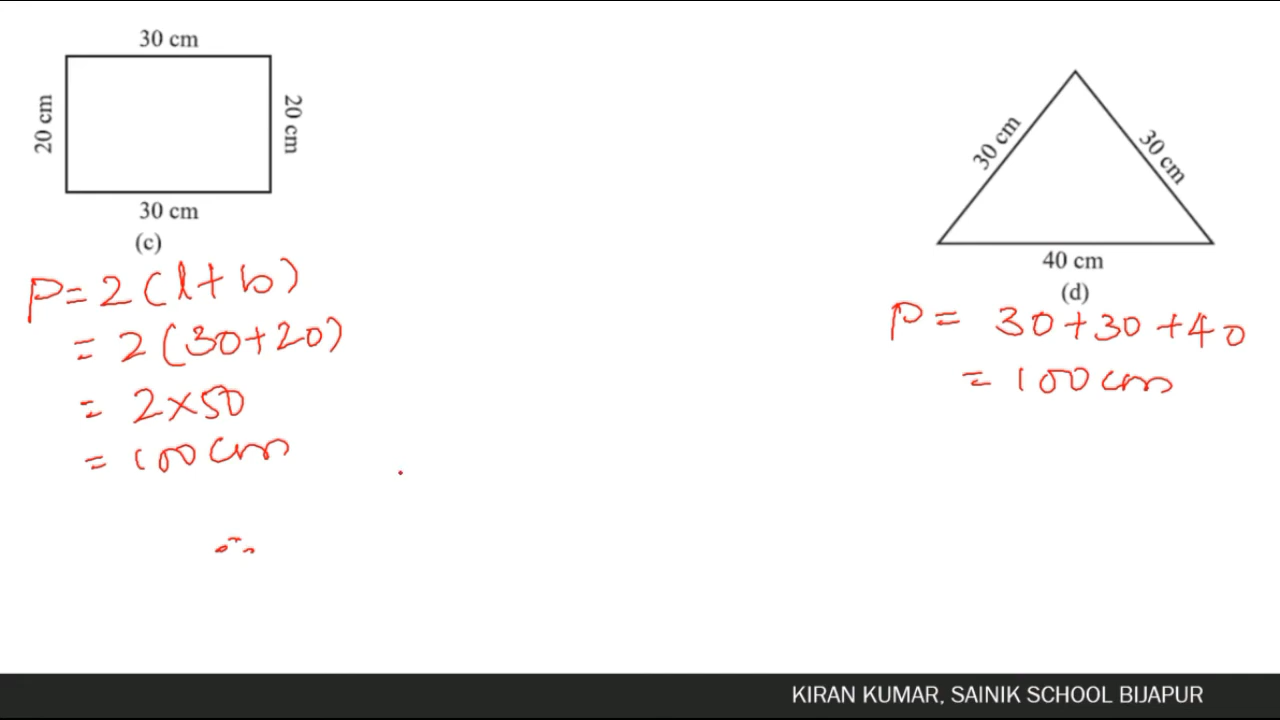 30 cm
20 cm
20 cm
30 cm
(c)
P = 2 (l + b)
= 2 (30 + 20)
= 2 × 50
= 100 cm
30 cm
30 cm
40 cm
(d)
P = 30 + 30 + 40
= 100 cm
KIRAN KUMAR, SAINIK SCHOOL BIJAPUR